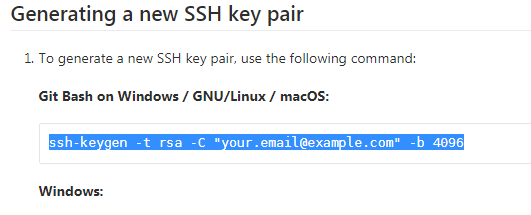 Generating a new SSH key pair
1. To generate a new SSH key pair, use the following command:
Git Bash on Windows / GNU/Linux / macOS:
ssh-keygen -t rsa -C "your.email@example.com" -b 4096
Windows: